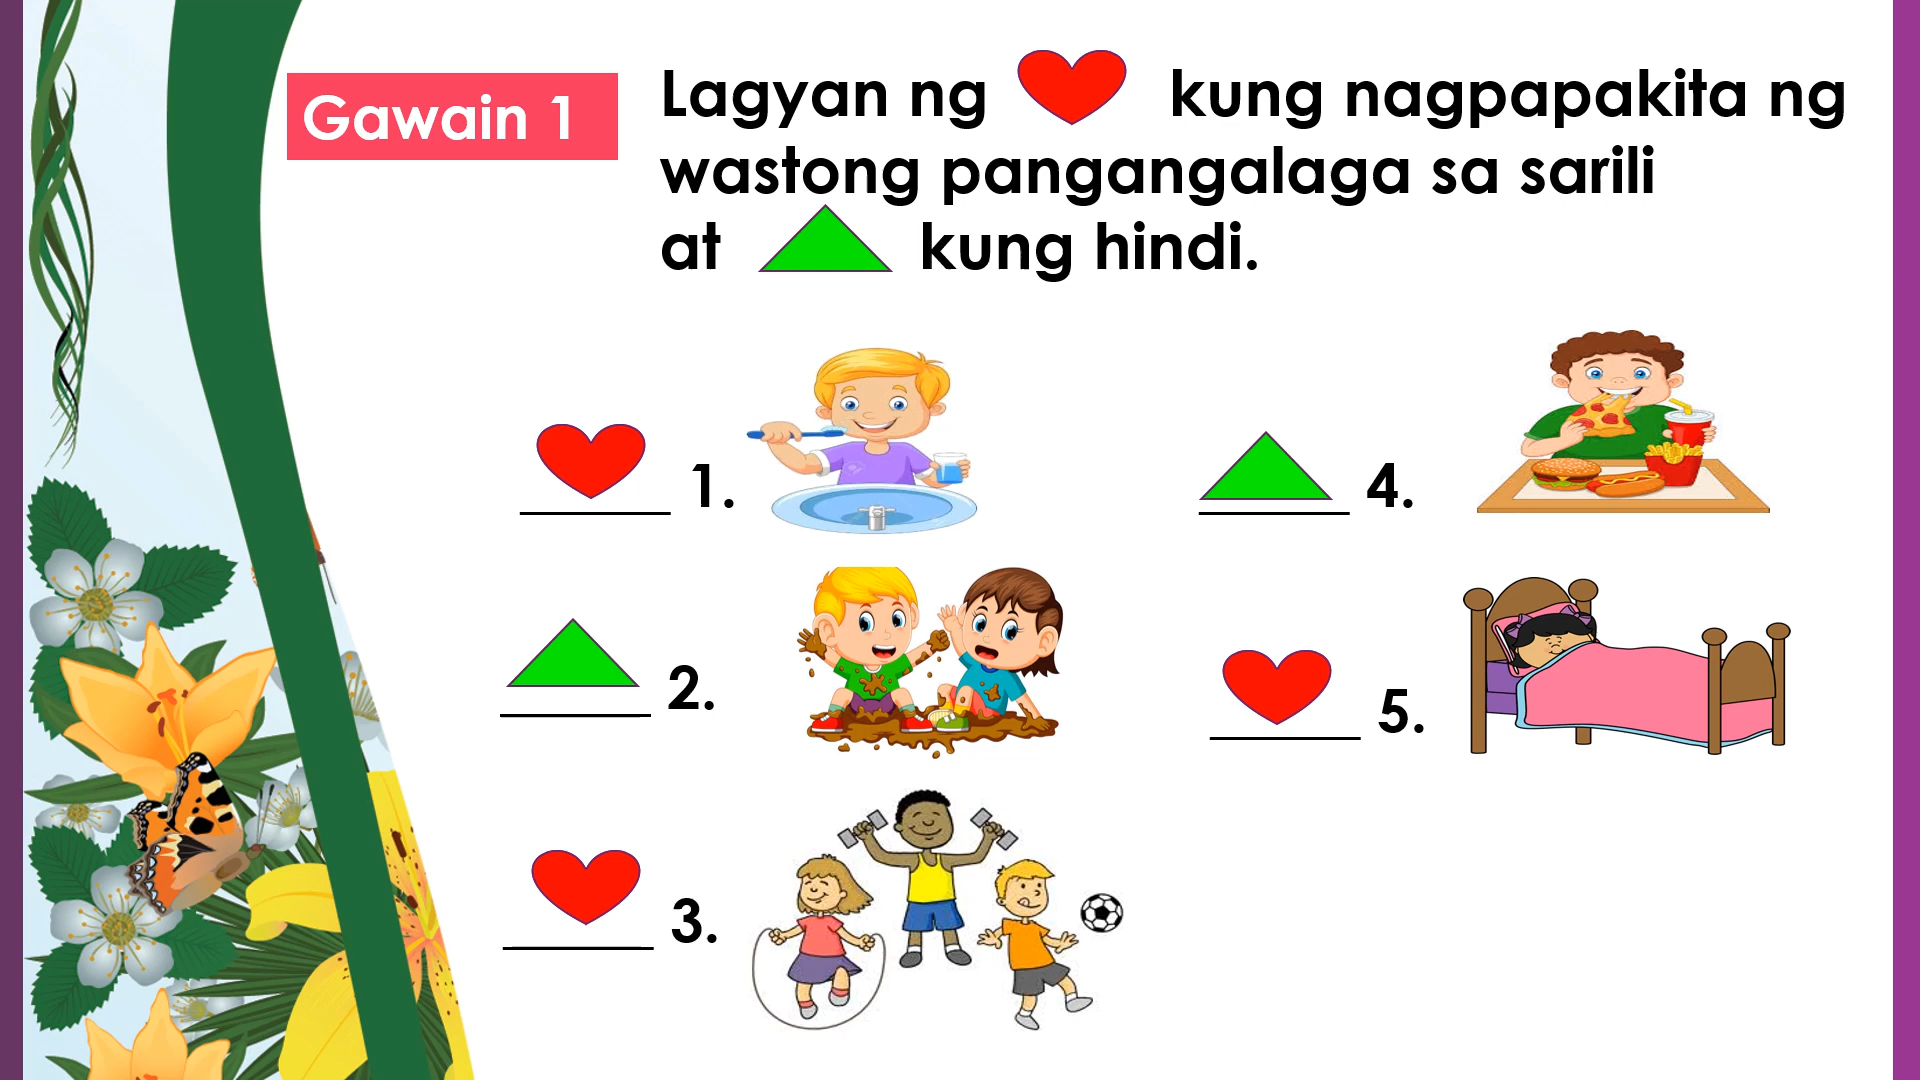 Gawain 1
Lagyan ng kung nagpapakita ng
wastong pangangalaga sa sarili
at kung hindi.
1.
2.
3.
4.
5.